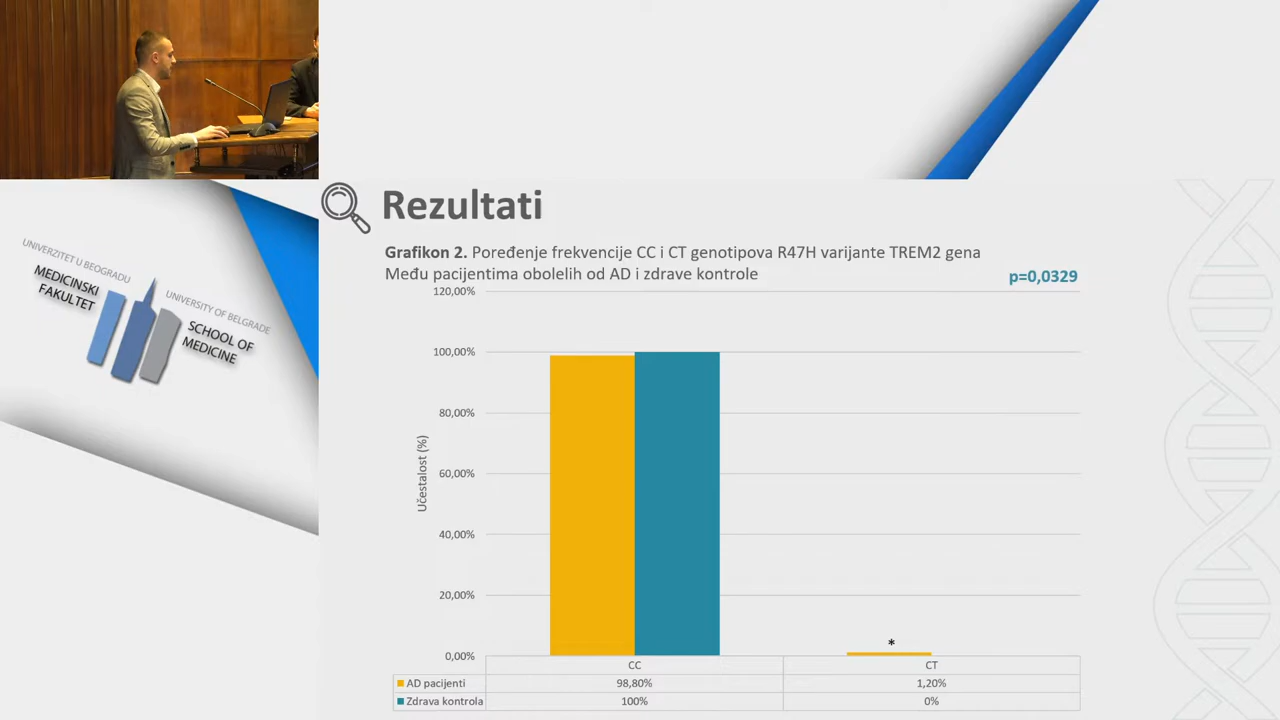 Rezultati
Grafikon 2. Poređenje frekvencije CC i CT genotipova R47H varijante TREM2 gena
Među pacijentima obolelih od AD i zdrave kontrole
p=0,0329
UNIVERZITET U BEOGRADU
MEDICINSKI
FAKULTET
UNIVERSITY OF BELGRADE
SCHOOL OF
MEDICINE
120,00%
100,00%
80,00%
60,00%
40,00%
20,00%
0,00%
Učestalost (%)
*
CC CT
AD pacijenti 98,80% 1,20%
Zdrava kontrola 100% 0%